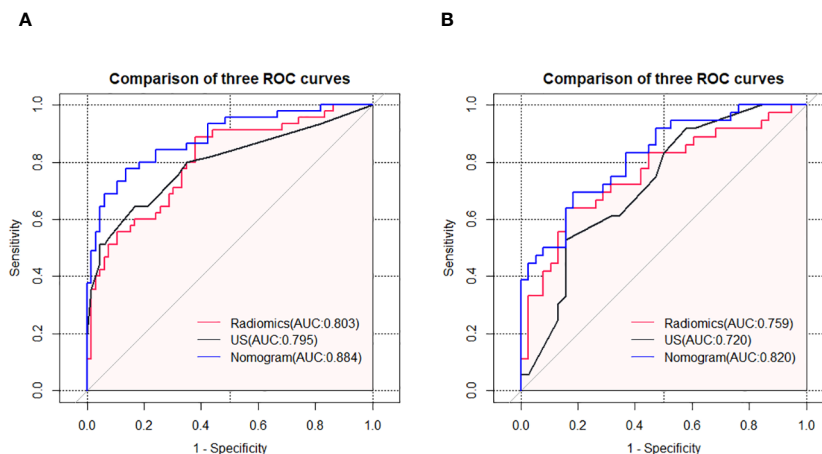 A
Comparison of three ROC curves
1.0
0.8
0.6
0.4
0.2
0.0
Sensitivity
Radiomics(AUC:0.803)
US(AUC:0.795)
Nomogram(AUC:0.884)
0.0 0.2 0.4 0.6 0.8 1.0
1 - Specificity
B
Comparison of three ROC curves
1.0
0.8
0.6
0.4
0.2
0.0
Sensitivity
Radiomics(AUC:0.759)
US(AUC:0.720)
Nomogram(AUC:0.820)
0.0 0.2 0.4 0.6 0.8 1.0
1 - Specificity